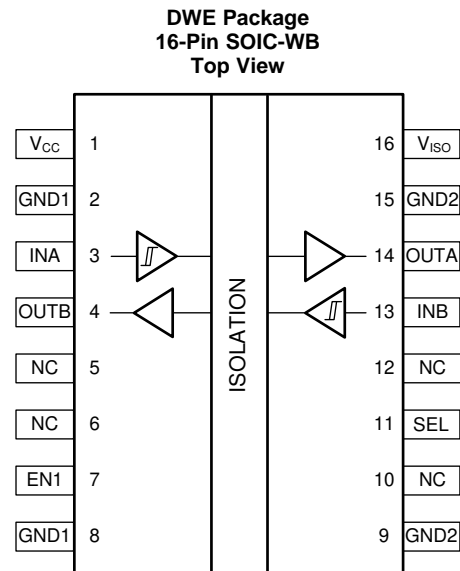 DWE Package
16-Pin SOIC-WB
Top View
VCC 1 16 VISO
GND1 2 15 GND2
INA 3 14 OUTA
OUTB 4 13 INB
ISOLATION
NC 5 12 NC
NC 6 11 SEL
EN1 7 10 NC
GND1 8 9 GND2